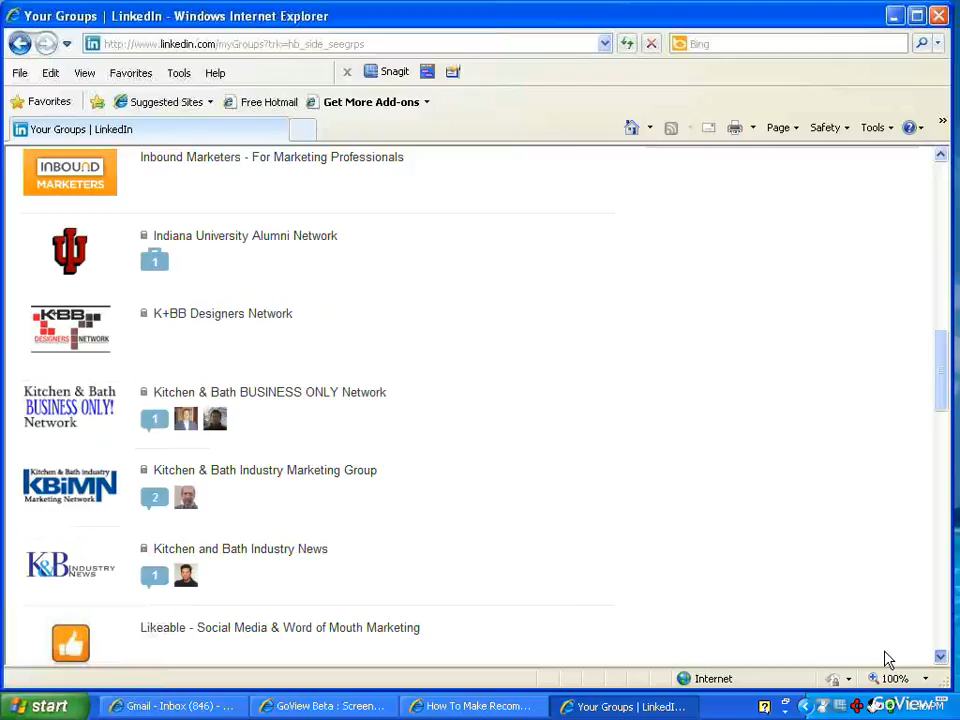 Your Groups | LinkedIn - Windows Internet Explorer
http://www.linkedin.com/myGroups?trk=hb_side_seegrps
Bing
File Edit View Favorites Tools Help
Snagit
Favorites Suggested Sites Free Hotmail Get More Add-ons
Your Groups | LinkedIn
Page Safety Tools
INBOUND
MARKETERS
Inbound Marketers - For Marketing Professionals
Indiana University Alumni Network
1
K+BB
DESIGNERS NETWORK
K+BB Designers Network
Kitchen & Bath
BUSINESS ONLY!
Network
Kitchen & Bath BUSINESS ONLY Network
1
Kitchen & Bath Industry
KBiMN
Marketing Network
Kitchen & Bath Industry Marketing Group
2
K&B INDUSTRY
NEWS
Kitchen and Bath Industry News
1
Likeable - Social Media & Word of Mouth Marketing
Internet 100%
start Gmail - Inbox (846) - ... GoView Beta : Screen... How To Make Recom... Your Groups | LinkedI...
GoView